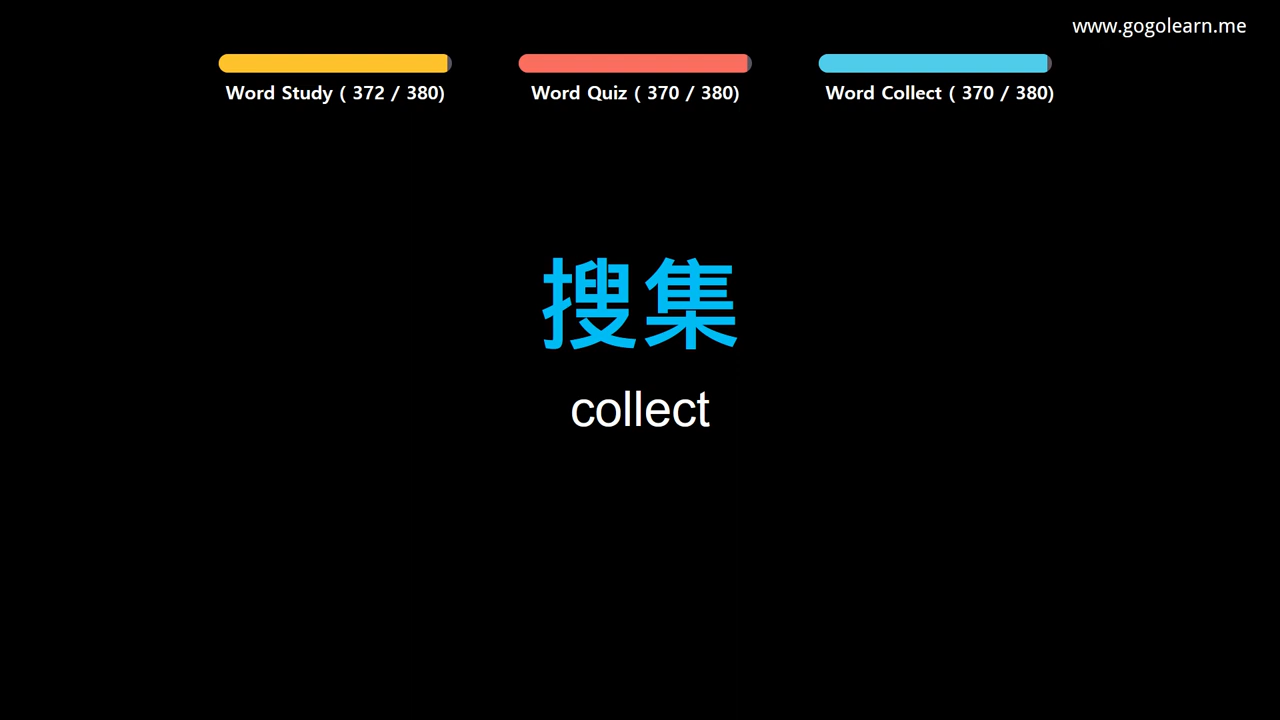 www.gogolearn.me
Word Study ( 372 / 380)
Word Quiz ( 370 / 380)
Word Collect ( 370 / 380)
搜集
collect